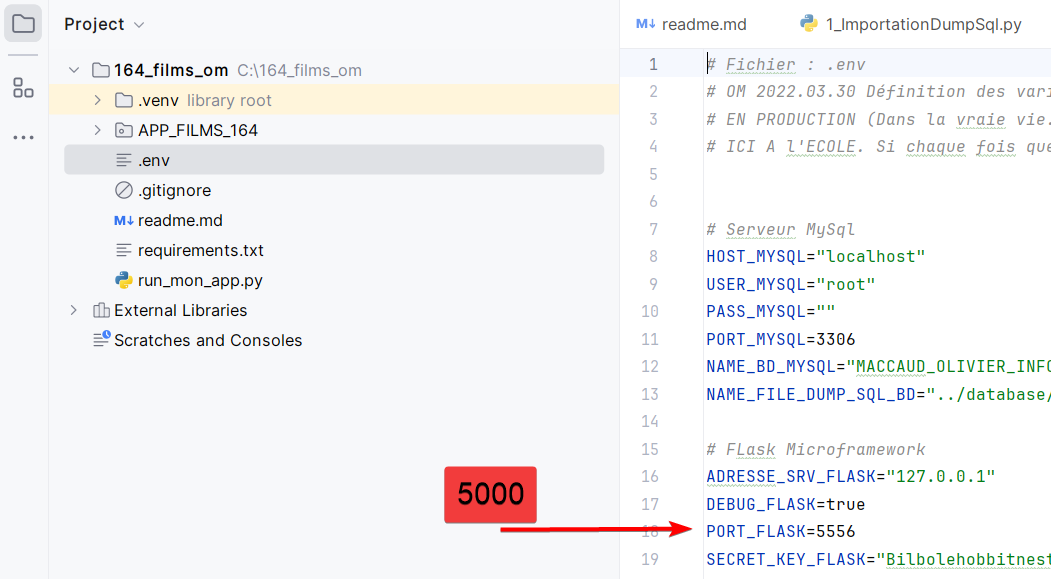 Project
164_films_om C:\164_films_om
.venv library root
APP_FILMS_164
.env
.gitignore
M↓ readme.md
requirements.txt
run_mon_app.py
External Libraries
Scratches and Consoles
5000
M↓ readme.md 1_ImportationDumpSql.py
1 # Fichier : .env
2 # OM 2022.03.30 Définition des vari
3 # EN PRODUCTION (Dans la vraie vie.
4 # ICI A l'ECOLE. Si chaque fois que
5
6
7 # Serveur MySql
8 HOST_MYSQL="localhost"
9 USER_MYSQL="root"
10 PASS_MYSQL=""
11 PORT_MYSQL=3306
12 NAME_BD_MYSQL="MACCAUD_OLIVIER_INFO
13 NAME_FILE_DUMP_SQL_BD="../database/
14
15 # FLask Microframework
16 ADRESSE_SRV_FLASK="127.0.0.1"
17 DEBUG_FLASK=true
18 PORT_FLASK=5556
19 SECRET_KEY_FLASK="Bilbolehobbitnest